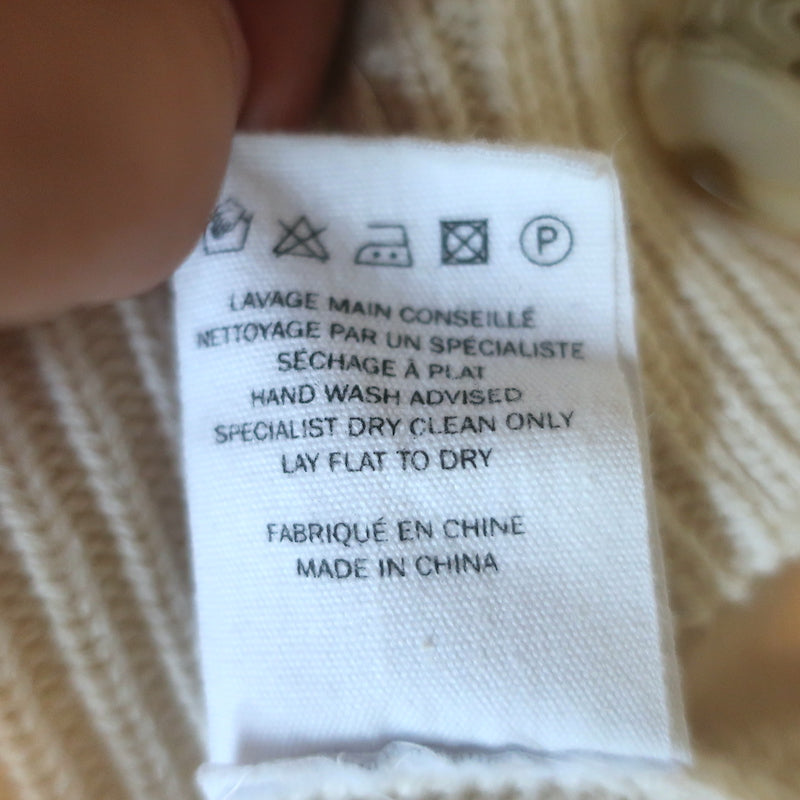 P
LAVAGE MAIN CONSEILLÉ
NETTOYAGE PAR UN SPÉCIALISTE
SÉCHAGE À PLAT
HAND WASH ADVISED
SPECIALIST DRY CLEAN ONLY
LAY FLAT TO DRY
FABRIQUÉ EN CHINE
MADE IN CHINA